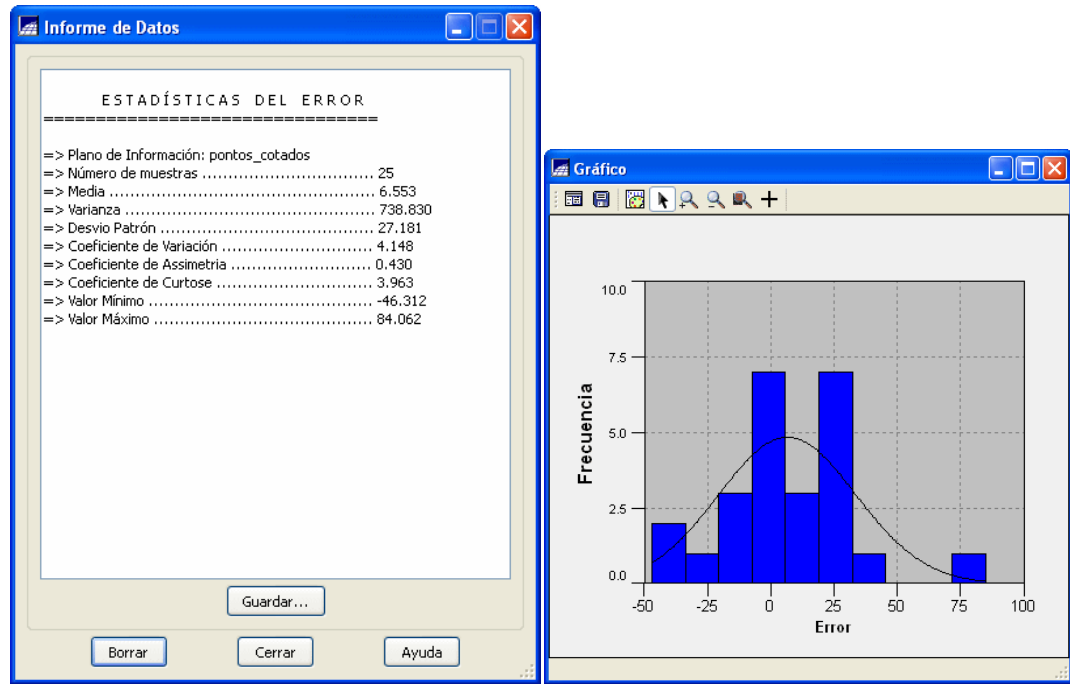 Informe de Datos
ESTADÍSTICAS DEL ERROR
================================
=> Plano de Información: pontos_cotados
=> Número de muestras ................................. 25
=> Media ................................................... 6.553
=> Varianza ................................................ 738.830
=> Desvio Patrón ......................................... 27.181
=> Coeficiente de Variación .............................. 4.148
=> Coeficiente de Assimetria ........................... 0.430
=> Coeficiente de Curtose ............................... 3.963
=> Valor Mínimo ............................................ -46.312
=> Valor Máximo .......................................... 84.062
Guardar...
Borrar Cerrar Ayuda
Gráfico
10.0
7.5
5.0
2.5
0.0
Frecuencia
-50 -25 0 25 50 75 100
Error